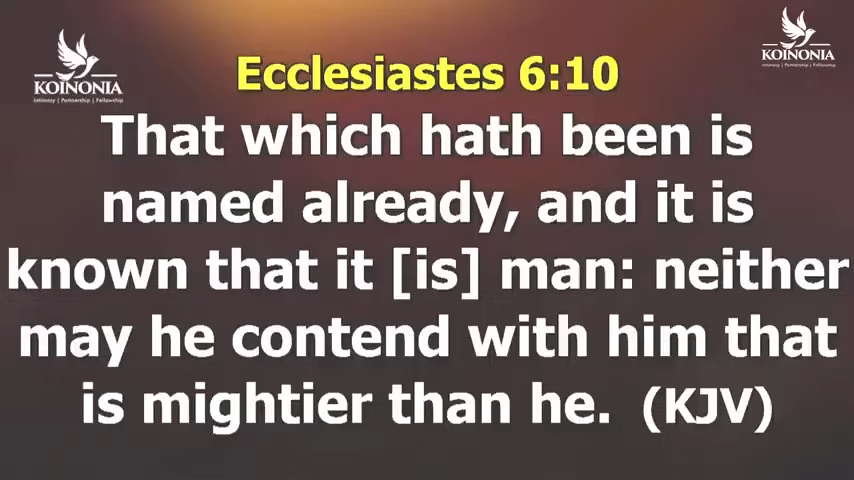 KOINONIA
Intimacy | Partnership | Fellowship
KOINONIA
Intimacy | Partnership | Fellowship
Ecclesiastes 6:10
That which hath been is
named already, and it is
known that it [is] man: neither
may he contend with him that
is mightier than he. (KJV)